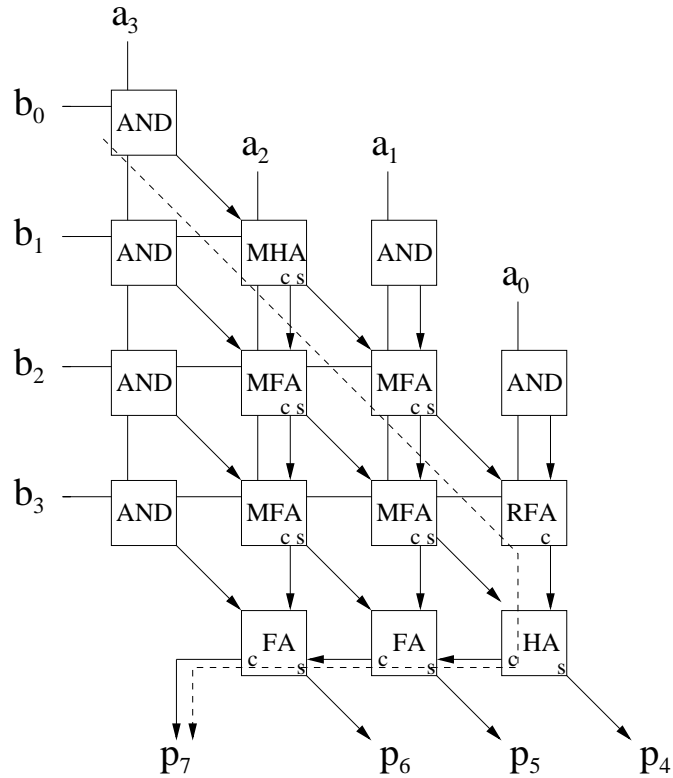 a3
b0 AND
a2 a1
b1 AND MHA AND
c s
a0
b2 AND MFA MFA AND
c s c s
b3 AND MFA MFA RFA
c s c s c
FA FA HA
c s c s c s
p7 p6 p5 p4